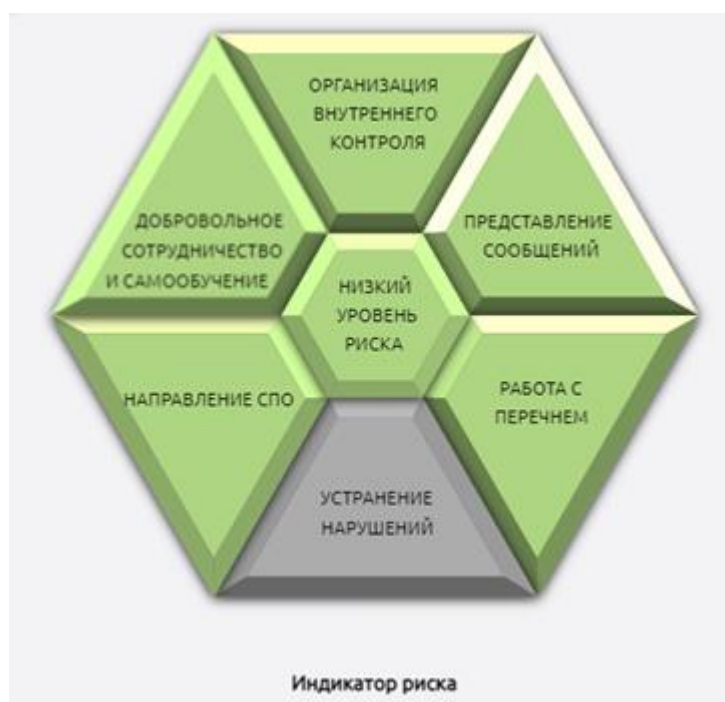 ОРГАНИЗАЦИЯ
ВНУТРЕННЕГО
КОНТРОЛЯ
ДОБРОВОЛЬНОЕ
СОТРУДНИЧЕСТВО
И САМООБУЧЕНИЕ
ПРЕДСТАВЛЕНИЕ
СООБЩЕНИЙ
НИЗКИЙ
УРОВЕНЬ
РИСКА
НАПРАВЛЕНИЕ СПО
РАБОТА С
ПЕРЕЧНЕМ
УСТРАНЕНИЕ
НАРУШЕНИЙ
Индикатор риска